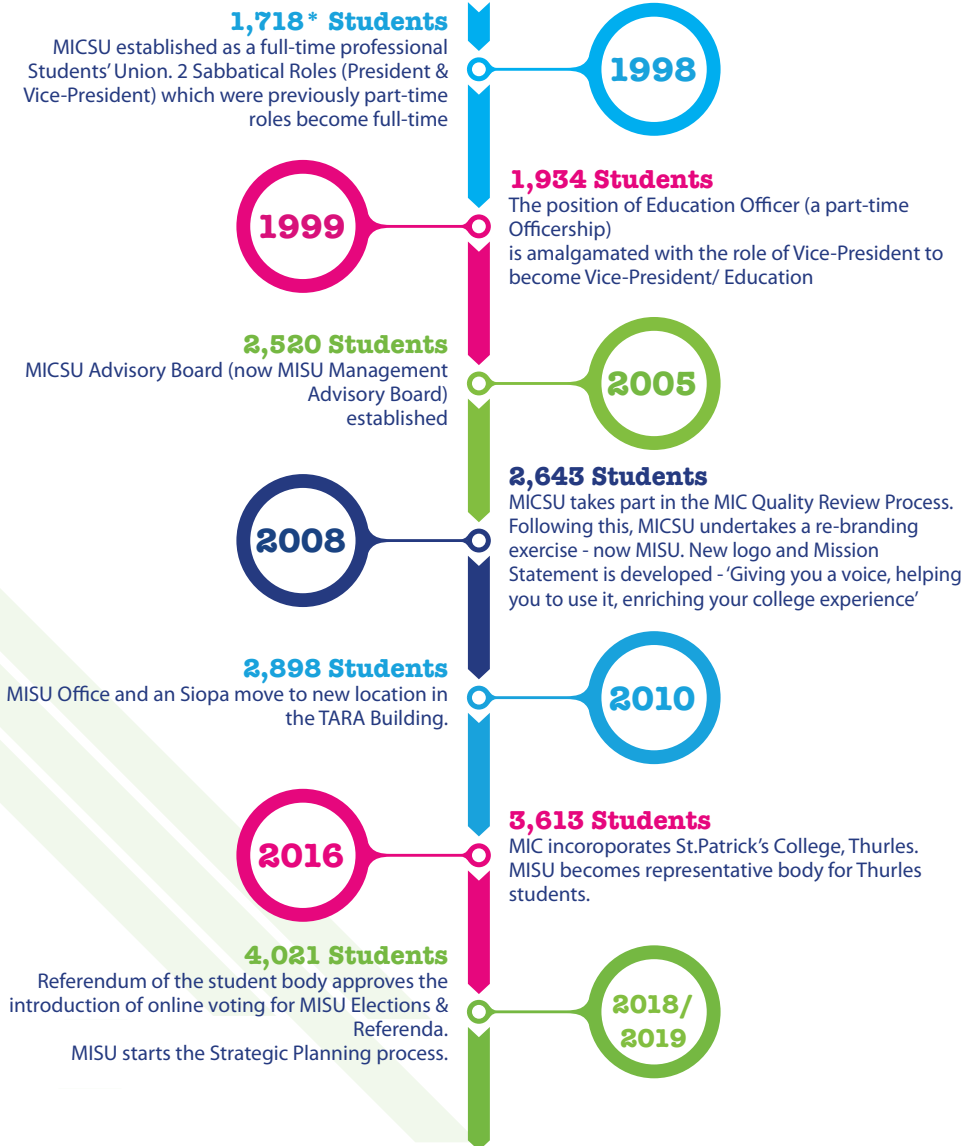 1,718* Students
MICSU established as a full-time professional
Students' Union. 2 Sabbatical Roles (President &
Vice-President) which were previously part-time
roles become full-time
1998
1999
1,934 Students
The position of Education Officer (a part-time
Officership)
is amalgamated with the role of Vice-President to
become Vice-President/ Education
2,520 Students
MICSU Advisory Board (now MISU Management
Advisory Board)
established
2005
2008
2,643 Students
MICSU takes part in the MIC Quality Review Process.
Following this, MICSU undertakes a re-branding
exercise - now MISU. New logo and Mission
Statement is developed - ‘Giving you a voice, helping
you to use it, enriching your college experience’
2,898 Students
MISU Office and an Siopa move to new location in
the TARA Building.
2010
2016
3,613 Students
MIC incoroporates St.Patrick’s College, Thurles.
MISU becomes representative body for Thurles
students.
4,021 Students
Referendum of the student body approves the
introduction of online voting for MISU Elections &
Referenda.
MISU starts the Strategic Planning process.
2018/
2019